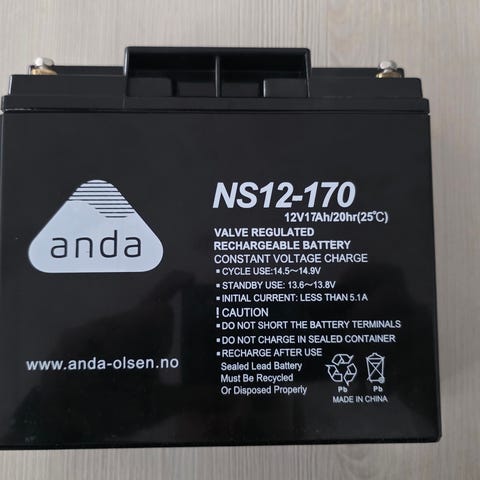 anda
www.anda-olsen.no
NS12-170
12V17Ah/20hr(25℃)
VALVE REGULATED
RECHARGEABLE BATTERY
CONSTANT VOLTAGE CHARGE
• CYCLE USE:14.5～14.9V
• STANDBY USE: 13.6～13.8V
• INITIAL CURRENT: LESS THAN 5.1A
! CAUTION
• DO NOT SHORT THE BATTERY TERMINALS
• DO NOT CHARGE IN SEALED CONTAINER
• RECHARGE AFTER USE
Sealed Lead Battery
Must Be Recycled
Or Disposed Properly
Pb Pb
MADE IN CHINA